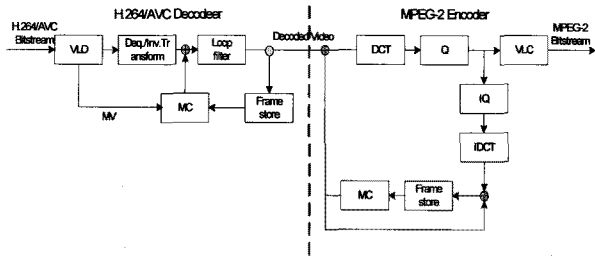 H.264/AVC Decodeer
MPEG-2 Encoder
H.264/AVC
Bitstream
VLD
Deq./Inv.Tr
ansform
Loop
filter
Decoded Video
DCT
Q
VLC
MPEG-2
Bitstream
MV
MC
Frame
store
IQ
IDCT
MC
Frame
store